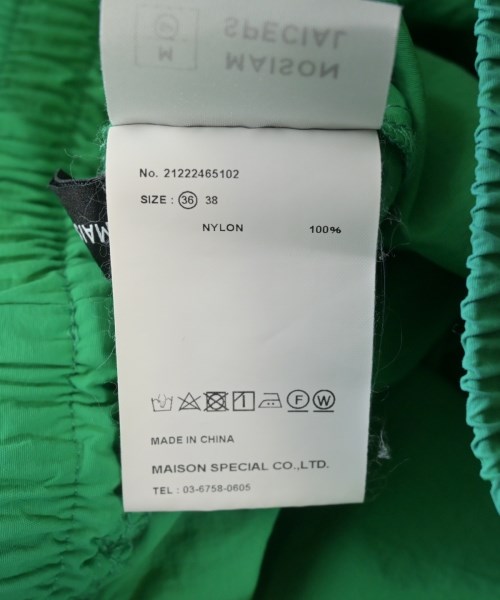 MAISON
SPECIAL
M
No. 21222465102
SIZE : 36 38
NYLON 100%
F W
MADE IN CHINA
MAISON SPECIAL CO.,LTD.
TEL : 03-6758-0605